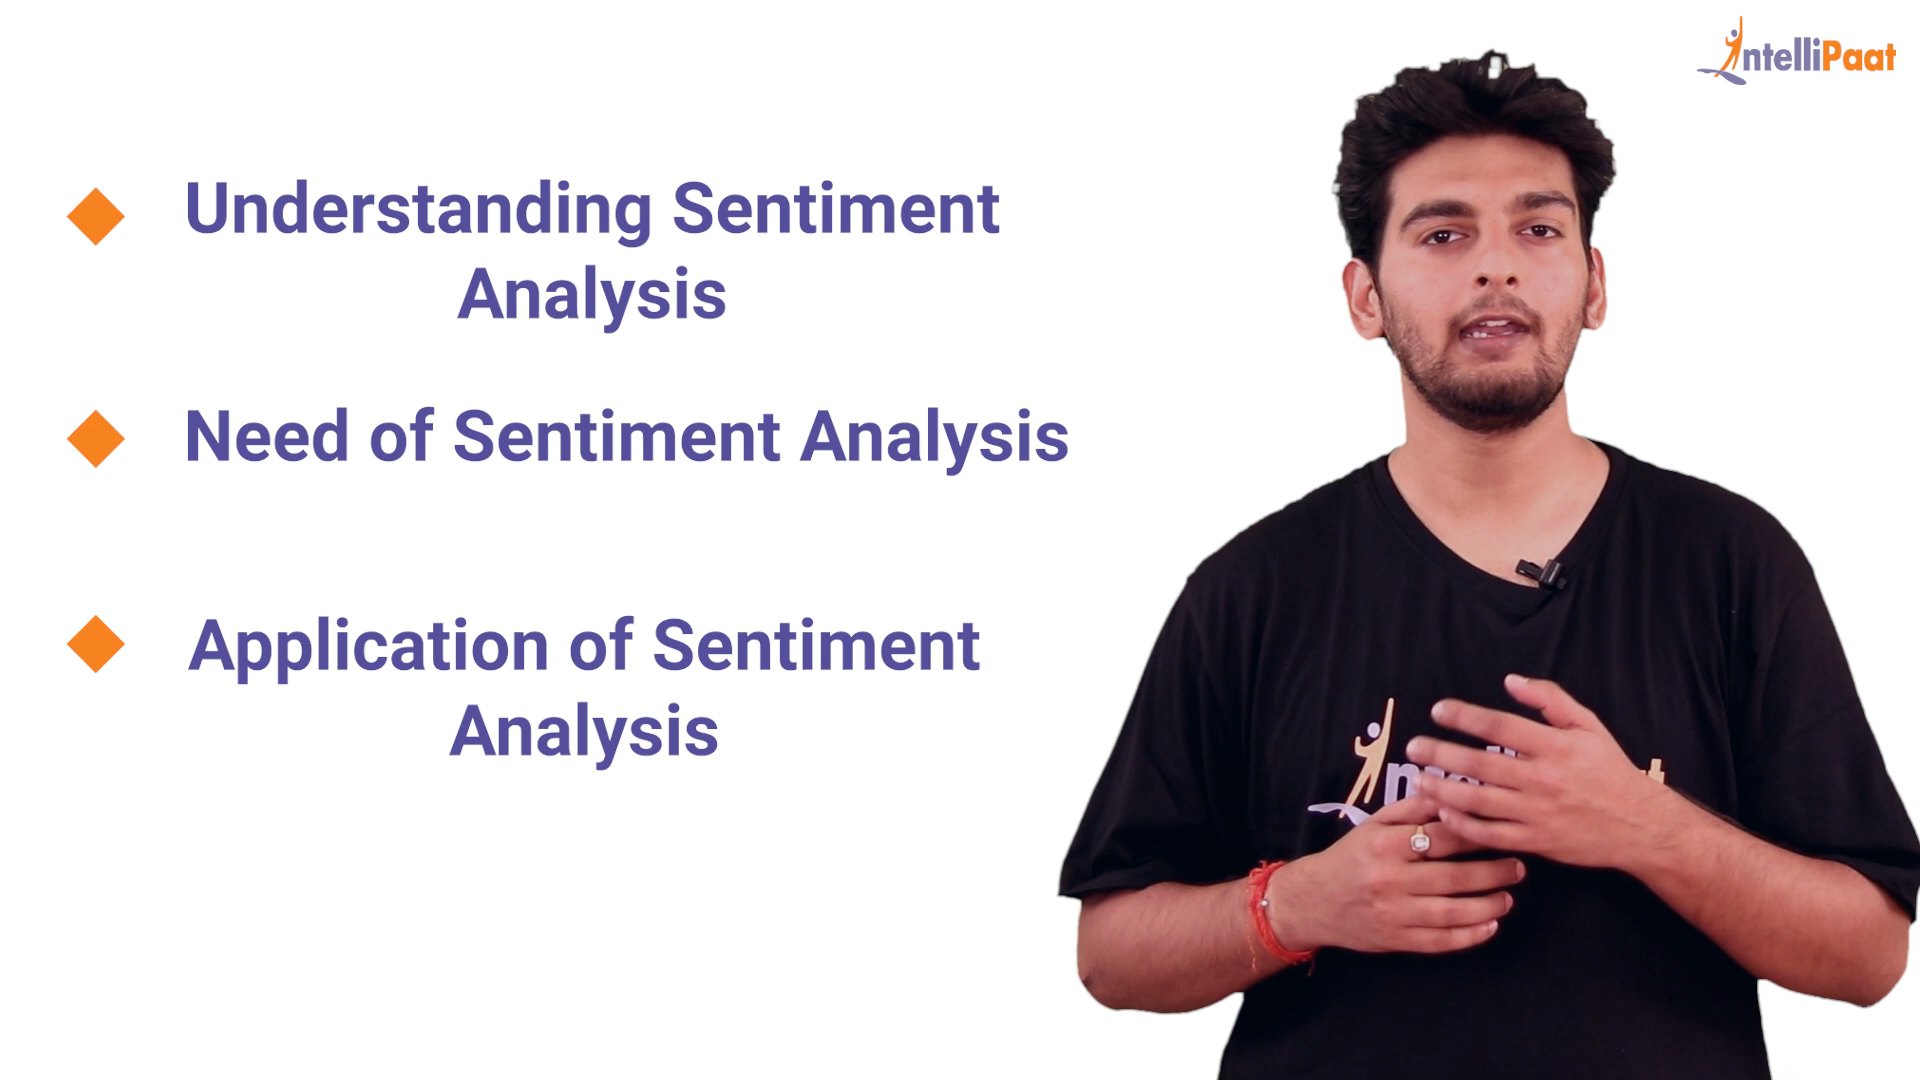 IntelliPaat
Understanding Sentiment
Analysis
Need of Sentiment Analysis
Application of Sentiment
Analysis